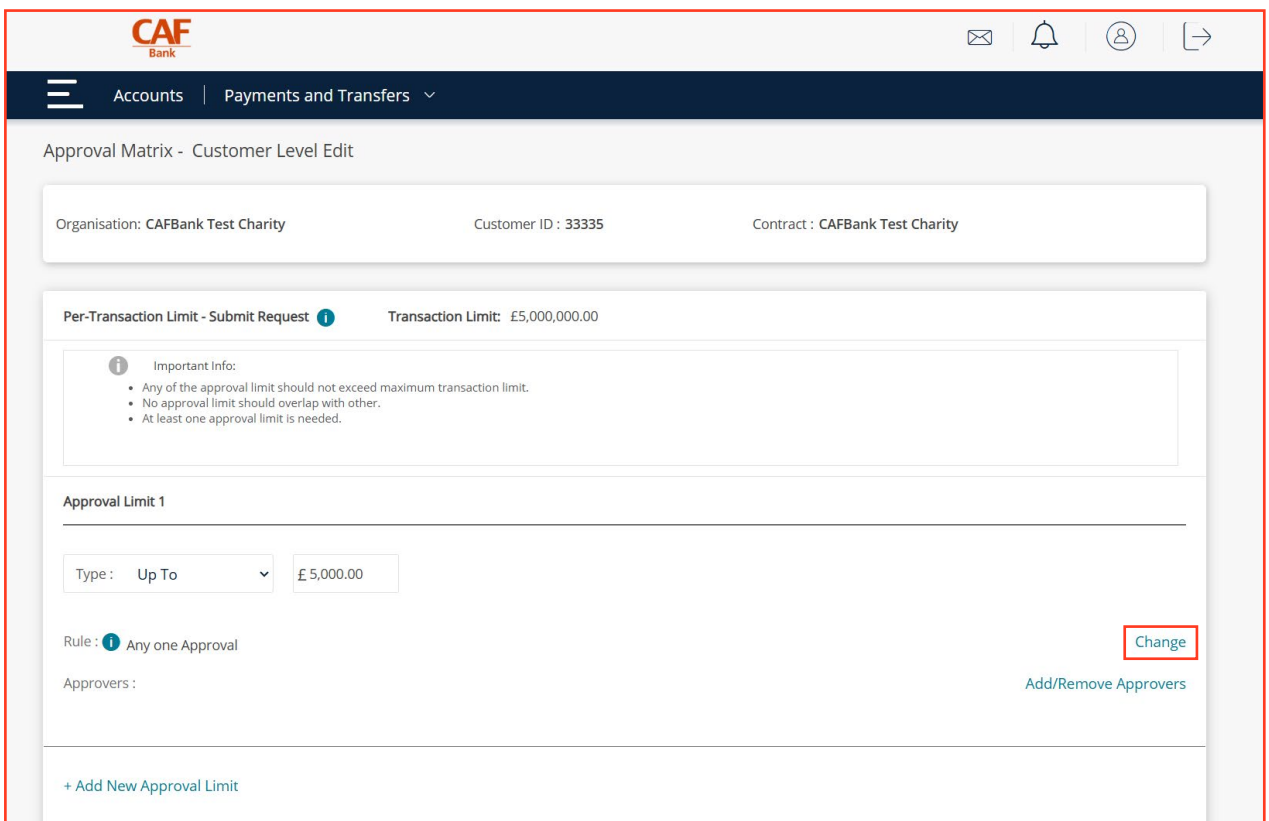 CAF
Bank
Accounts Payments and Transfers
Approval Matrix - Customer Level Edit
Organisation: CAFBank Test Charity Customer ID : 33335 Contract : CAFBank Test Charity
Per-Transaction Limit - Submit Request i Transaction Limit: £5,000,000.00
i Important Info:
• Any of the approval limit should not exceed maximum transaction limit.
• No approval limit should overlap with other.
• At least one approval limit is needed.
Approval Limit 1
Type : Up To £ 5,000.00
Rule : i Any one Approval Change
Approvers : Add/Remove Approvers
+ Add New Approval Limit